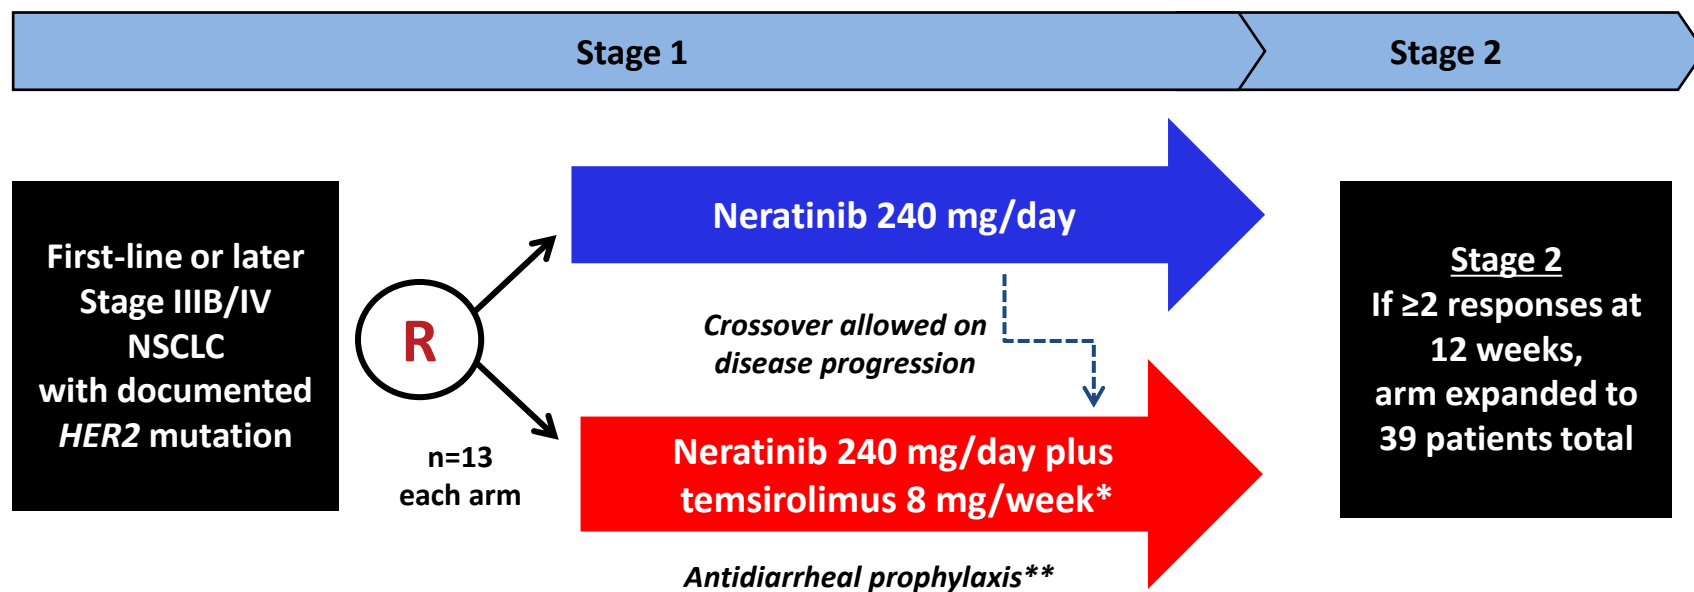 Stage 1
Stage 2
First-line or later
Stage IIIB/IV
NSCLC
with documented
HER2 mutation
R
n=13
each arm
Neratinib 240 mg/day
Crossover allowed on
disease progression
Neratinib 240 mg/day plus
temsirolimus 8 mg/week*
Antidiarrheal prophylaxis**
Stage 2
If ≥2 responses at
12 weeks,
arm expanded to
39 patients total